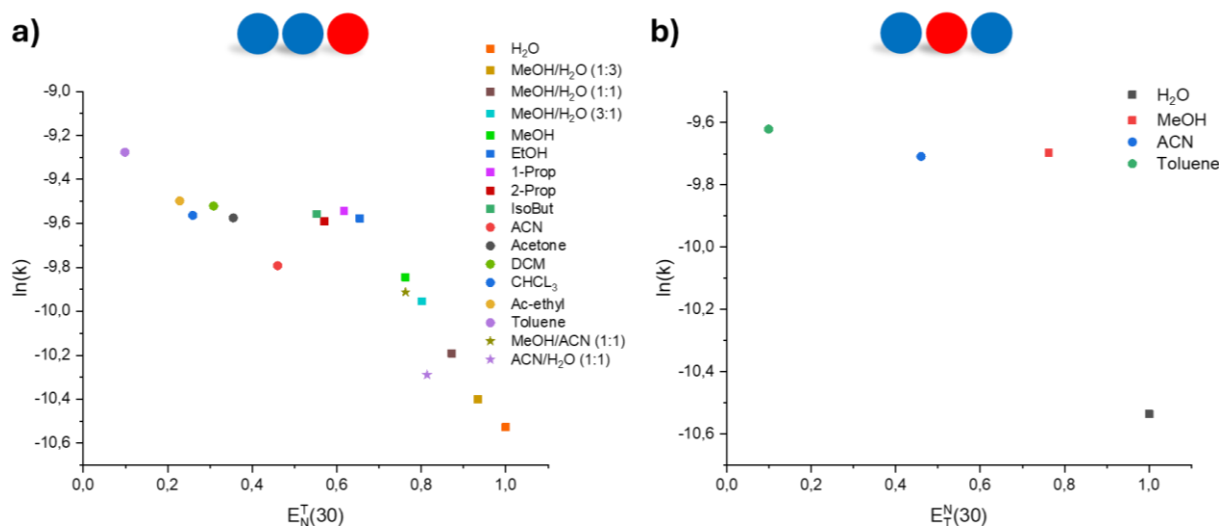 a)
H₂O
MeOH/H₂O (1:3)
MeOH/H₂O (1:1)
MeOH/H₂O (3:1)
MeOH
EtOH
1-Prop
2-Prop
IsoBut
ACN
Acetone
DCM
CHCL₃
Ac-ethyl
Toluene
MeOH/ACN (1:1)
ACN/H₂O (1:1)
-9,0
-9,2
-9,4
-9,6
-9,8
-10,0
-10,2
-10,4
-10,6
ln(k)
0,0 0,2 0,4 0,6 0,8 1,0
E_N^T(30)
b)
H₂O
MeOH
ACN
Toluene
-9,6
-9,8
-10,0
-10,2
-10,4
-10,6
ln(k)
0,0 0,2 0,4 0,6 0,8 1,0
E_T^N(30)